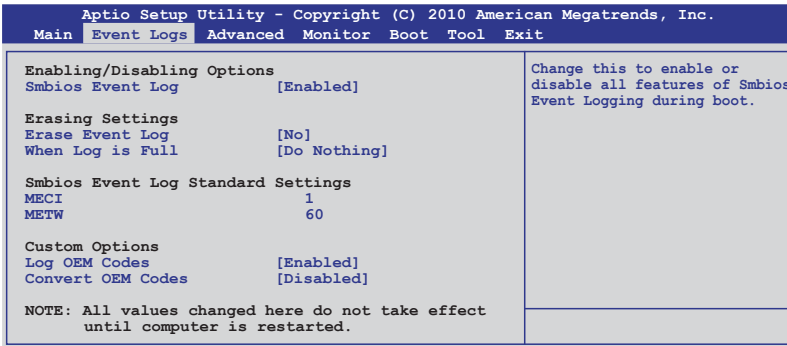 Aptio Setup Utility - Copyright (C) 2010 American Megatrends, Inc.
Main Event Logs Advanced Monitor Boot Tool Exit
Enabling/Disabling Options
Smbios Event Log [Enabled]
Erasing Settings
Erase Event Log [No]
When Log is Full [Do Nothing]
Smbios Event Log Standard Settings
MECI 1
METW 60
Custom Options
Log OEM Codes [Enabled]
Convert OEM Codes [Disabled]
NOTE: All values changed here do not take effect
until computer is restarted.
Change this to enable or
disable all features of Smbios
Event Logging during boot.